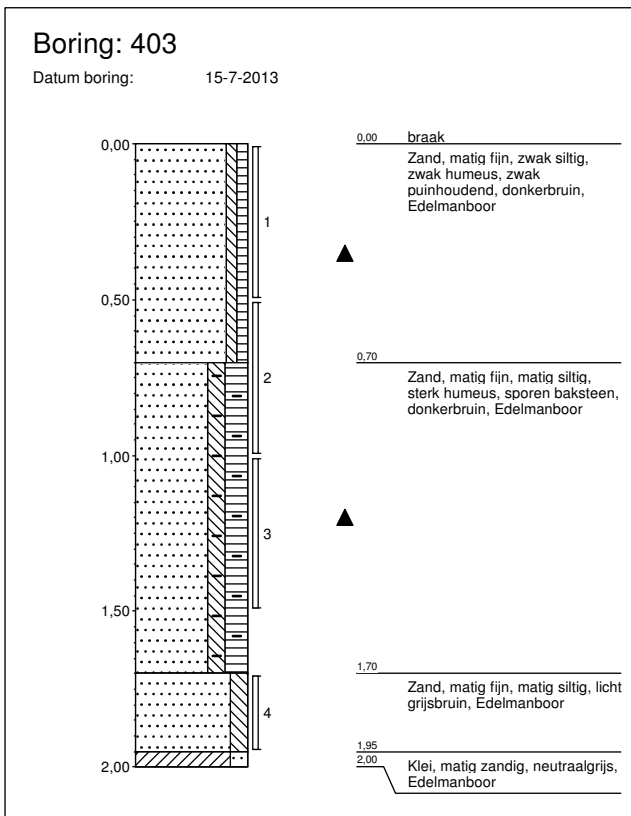 Boring: 403
Datum boring: 15-7-2013
0,00
0,50
1,00
1,50
2,00
1
2
3
4
0,00 braak
Zand, matig fijn, zwak siltig,
zwak humeus, zwak
puinhoudend, donkerbruin,
Edelmanboor
0,70
Zand, matig fijn, matig siltig,
sterk humeus, sporen baksteen,
donkerbruin, Edelmanboor
1,70
Zand, matig fijn, matig siltig, licht
grijsbruin, Edelmanboor
1,95
2,00
Klei, matig zandig, neutraalgrijs,
Edelmanboor